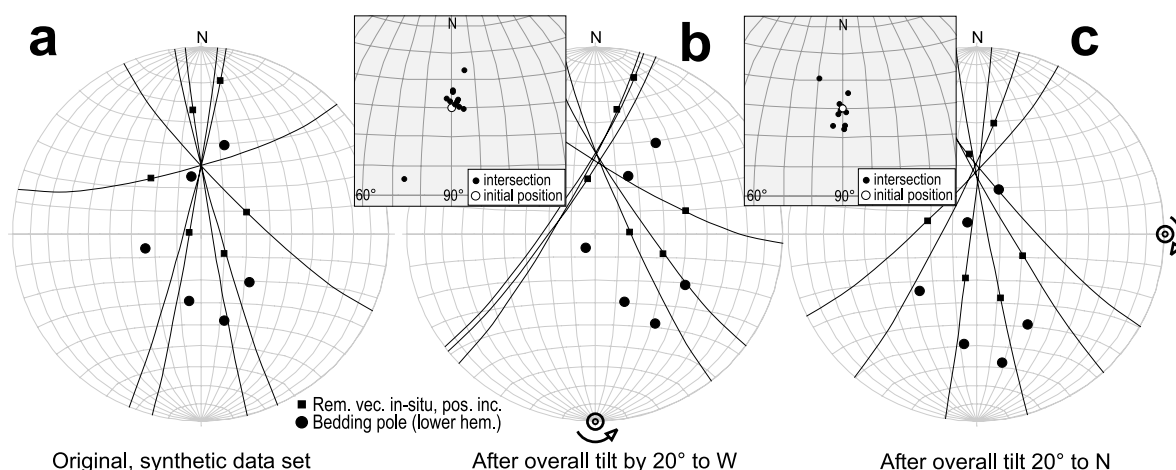 a
N
N
60°
90°
intersection
initial position
N
b
N
60°
90°
intersection
initial position
N
c
Rem. vec. in-situ, pos. inc.
Bedding pole (lower hem.)
Original, synthetic data set
After overall tilt by 20° to W
After overall tilt 20° to N